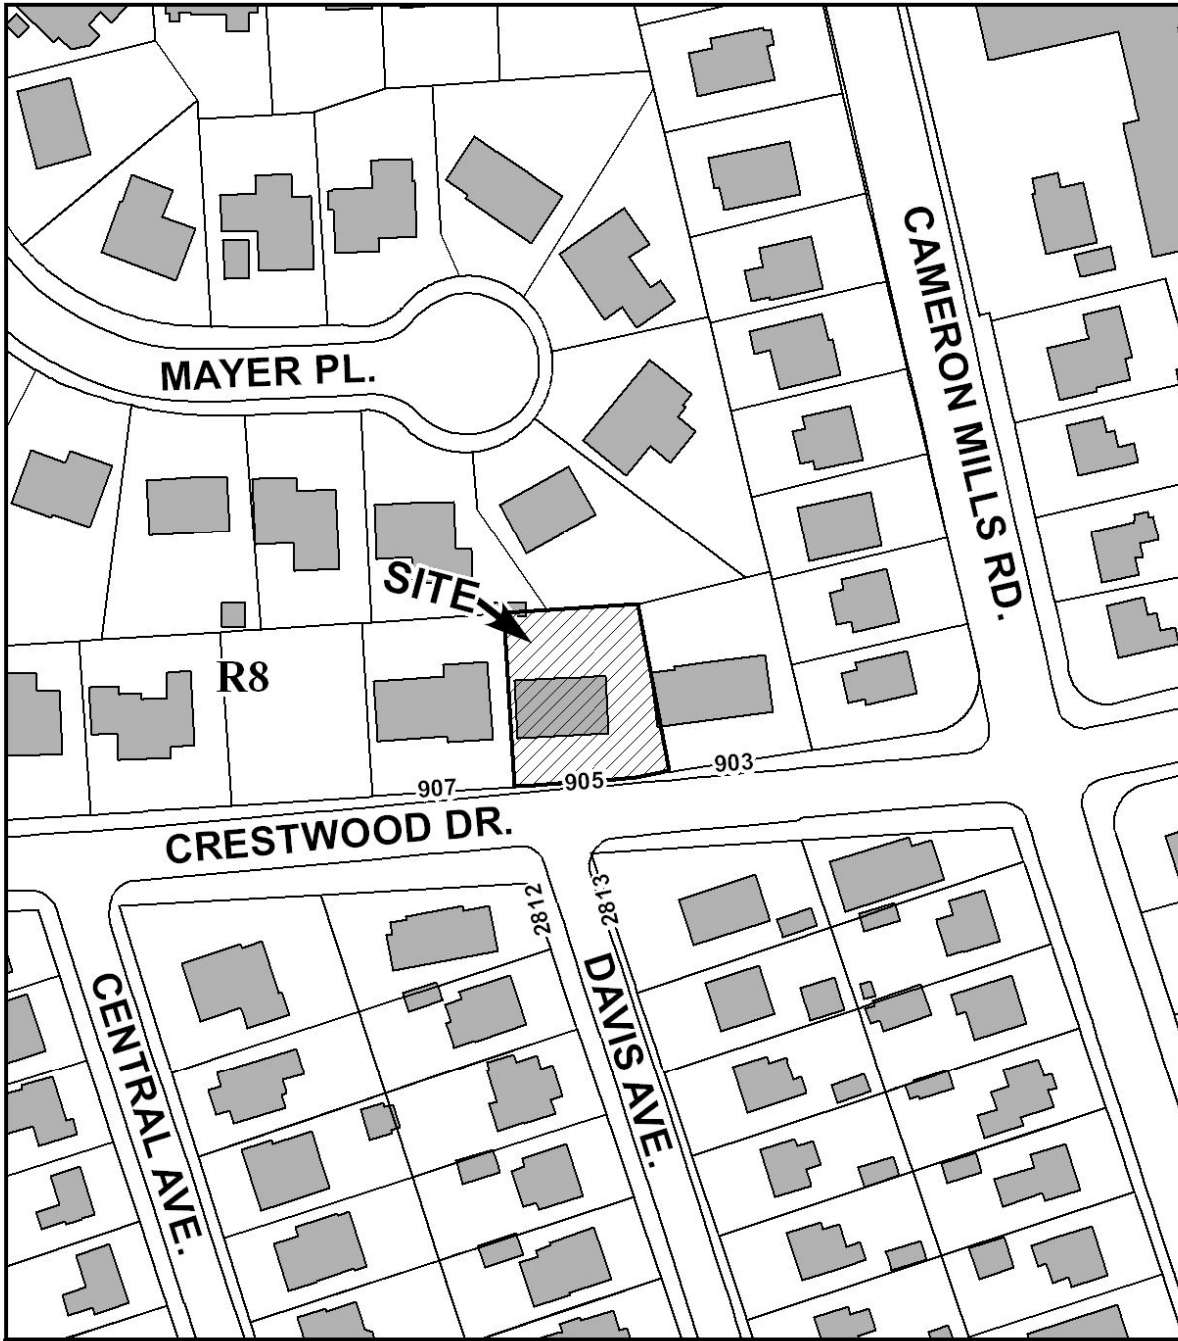 MAYER PL.
CAMERON MILLS RD.
SITE
R8
903
905
907
CRESTWOOD DR.
2812
2813
DAVIS AVE.
CENTRAL AVE.